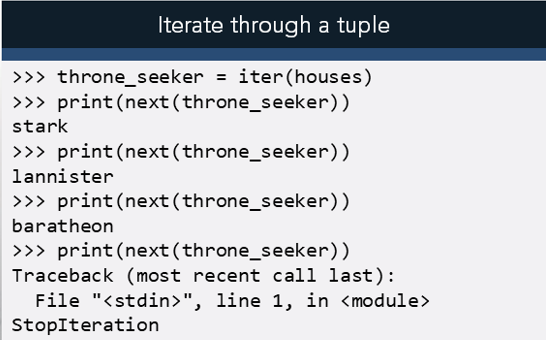 Iterate through a tuple
>>> throne_seeker = iter(houses)
>>> print(next(throne_seeker))
stark
>>> print(next(throne_seeker))
lannister
>>> print(next(throne_seeker))
baratheon
>>> print(next(throne_seeker))
Traceback (most recent call last):
  File "<stdin>", line 1, in <module>
StopIteration